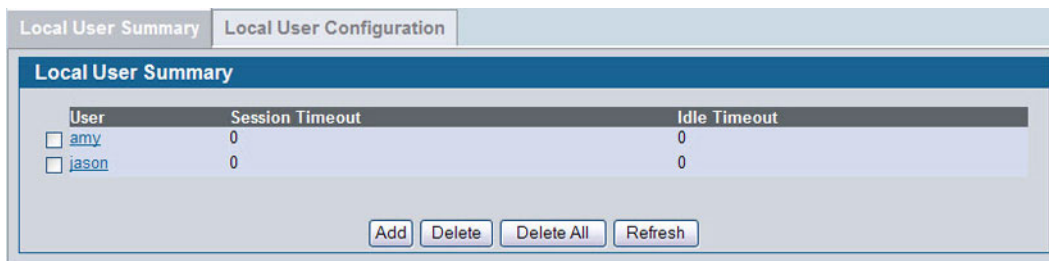 Local User Summary Local User Configuration
Local User Summary
User Session Timeout Idle Timeout
amy 0 0
jason 0 0
Add Delete Delete All Refresh